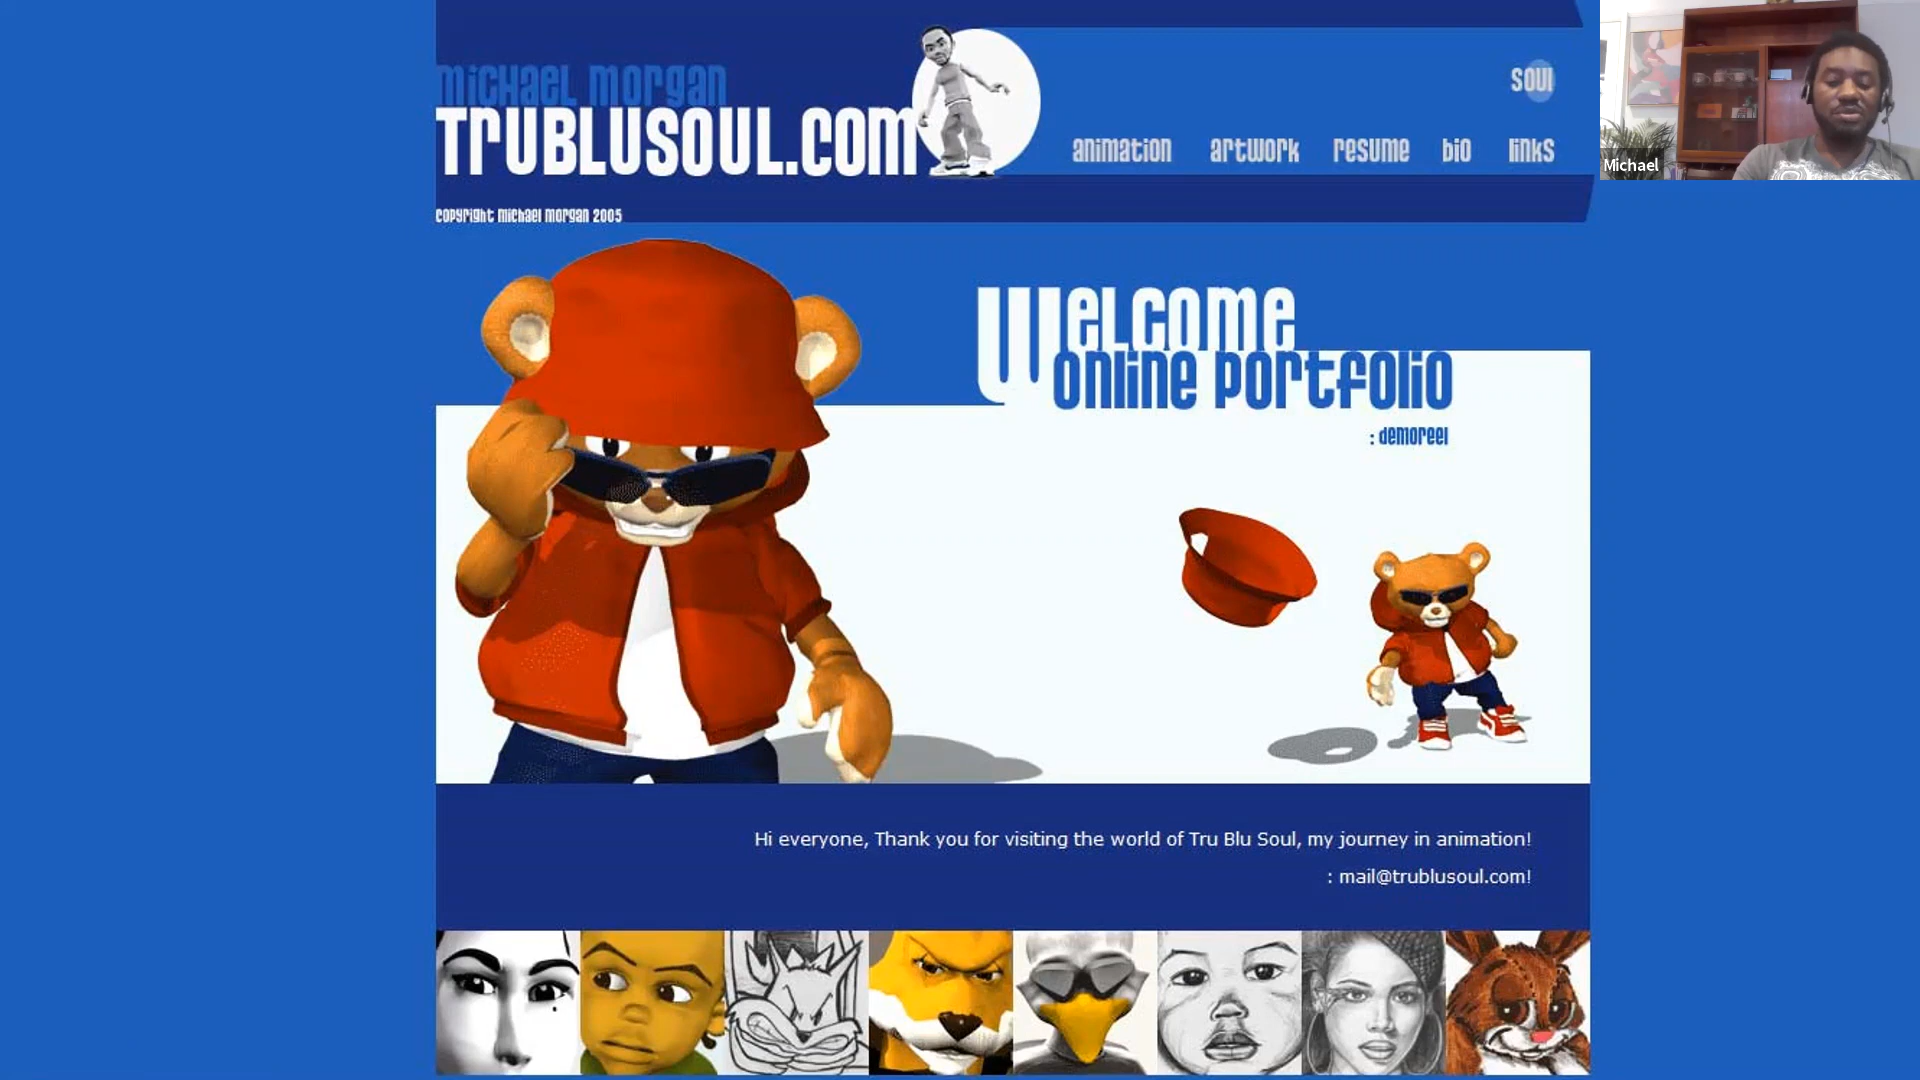 michael morgan
TRUBLUSOUL.COM
soul
animation artwork resume bio links
copyright michael morgan 2005
Michael
Welcome
online portfolio
: demoreel
Hi everyone, Thank you for visiting the world of Tru Blu Soul, my journey in animation!
: mail@trublusoul.com!